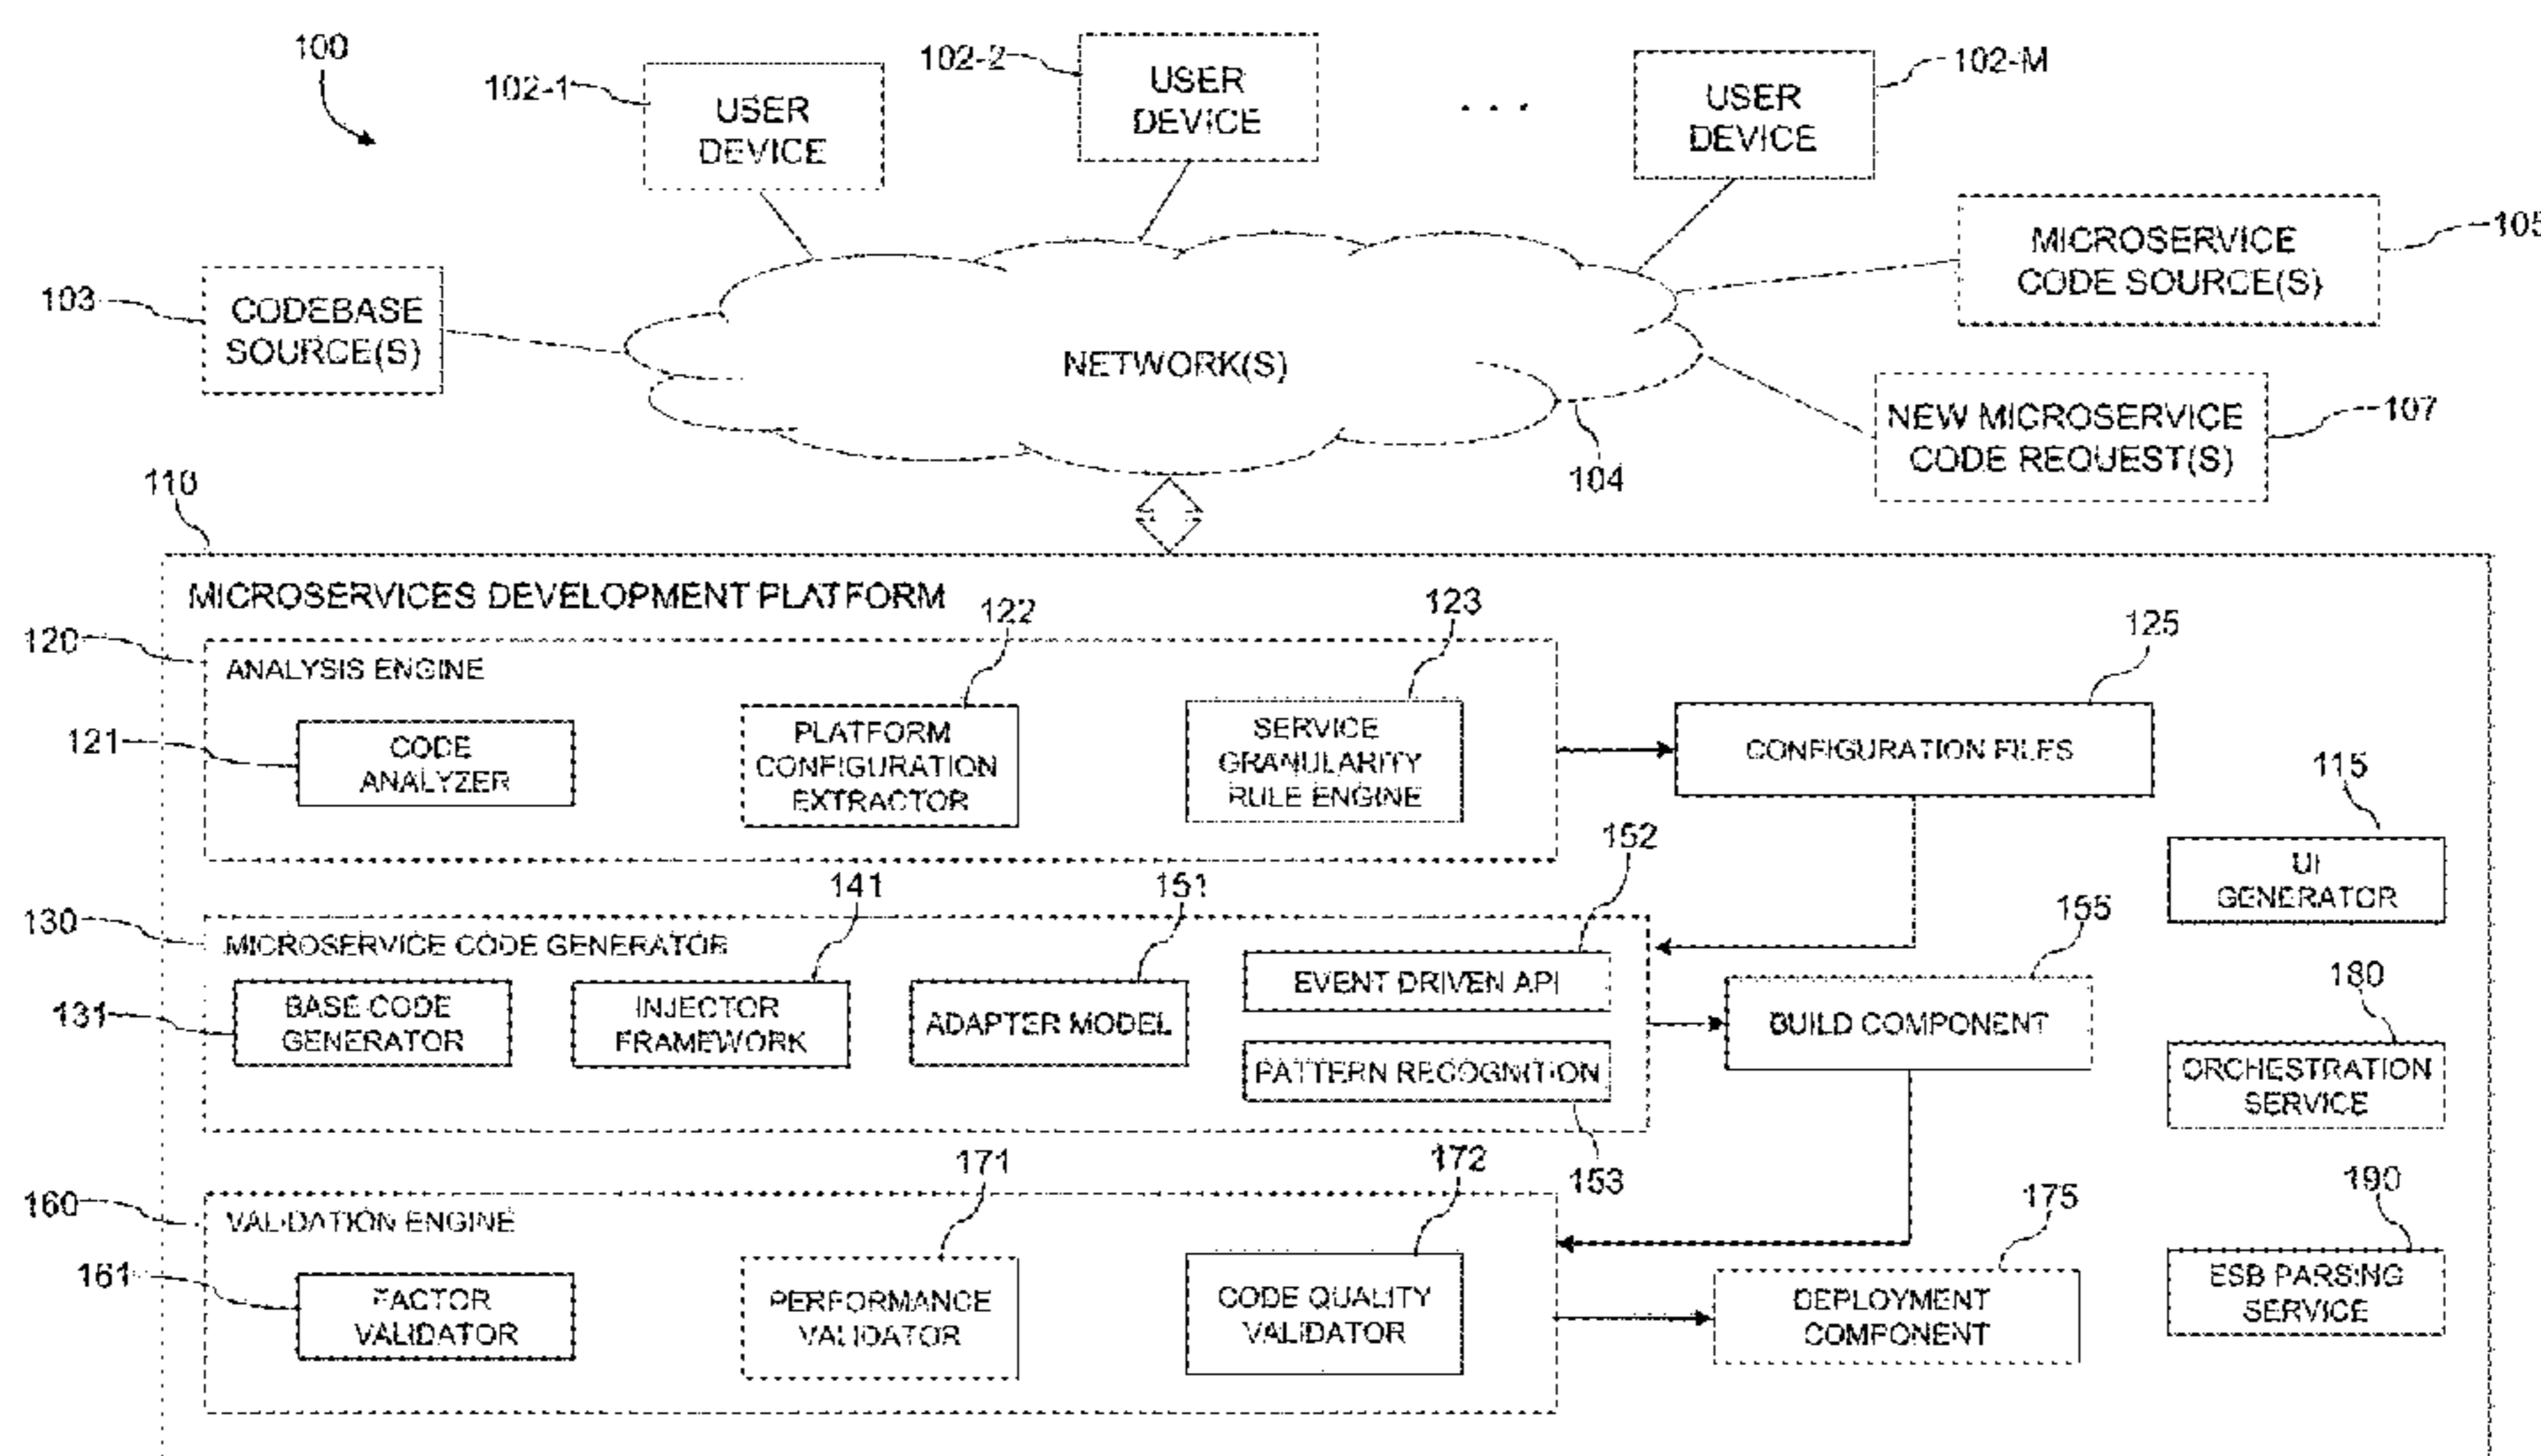 100
102-1
USER
DEVICE
102-2
USER
DEVICE
. . .
USER
DEVICE
102-M
103
CODEBASE
SOURCE(S)
NETWORK(S)
104
MICROSERVICE
CODE SOURCE(S)
105
NEW MICROSERVICE
CODE REQUEST(S)
107
110
MICROSERVICES DEVELOPMENT PLATFORM
120
ANALYSIS ENGINE
121
CODE
ANALYZER
122
PLATFORM
CONFIGURATION
EXTRACTOR
123
SERVICE
GRANULARITY
RULE ENGINE
125
CONFIGURATION FILES
115
UI
GENERATOR
130
MICROSERVICE CODE GENERATOR
131
BASE CODE
GENERATOR
141
INJECTOR
FRAMEWORK
151
ADAPTER MODEL
152
EVENT DRIVEN API
PATTERN RECOGNITION
153
155
BUILD COMPONENT
180
ORCHESTRATION
SERVICE
160
VALIDATION ENGINE
161
FACTOR
VALIDATOR
171
PERFORMANCE
VALIDATOR
172
CODE QUALITY
VALIDATOR
175
DEPLOYMENT
COMPONENT
190
ESB PARSING
SERVICE